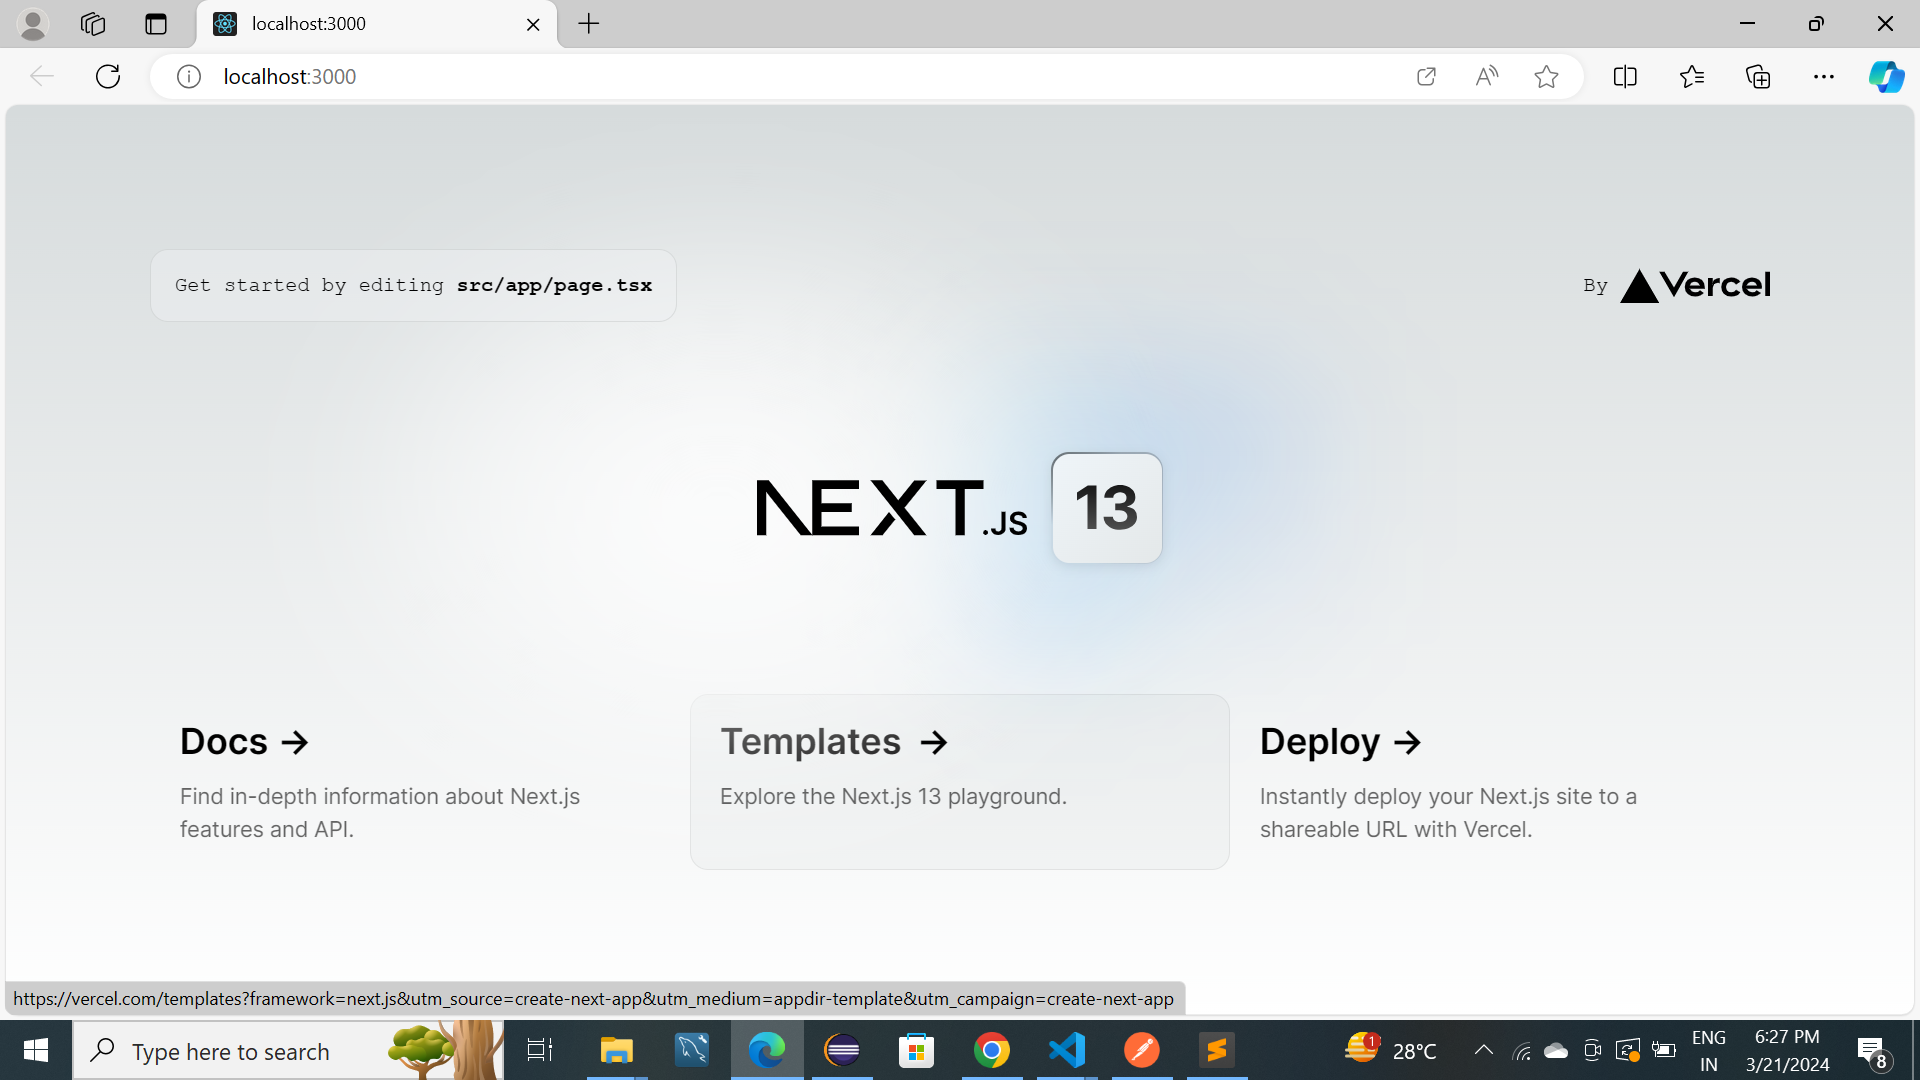 localhost:3000
localhost:3000
Get started by editing src/app/page.tsx
By Vercel
NEXT.JS 13
Docs ->
Find in-depth information about Next.js
features and API.
Templates ->
Explore the Next.js 13 playground.
Deploy ->
Instantly deploy your Next.js site to a
shareable URL with Vercel.
https://vercel.com/templates?framework=next.js&utm_source=create-next-app&utm_medium=appdir-template&utm_campaign=create-next-app
Type here to search
1
28°C
ENG
IN
6:27 PM
3/21/2024
8